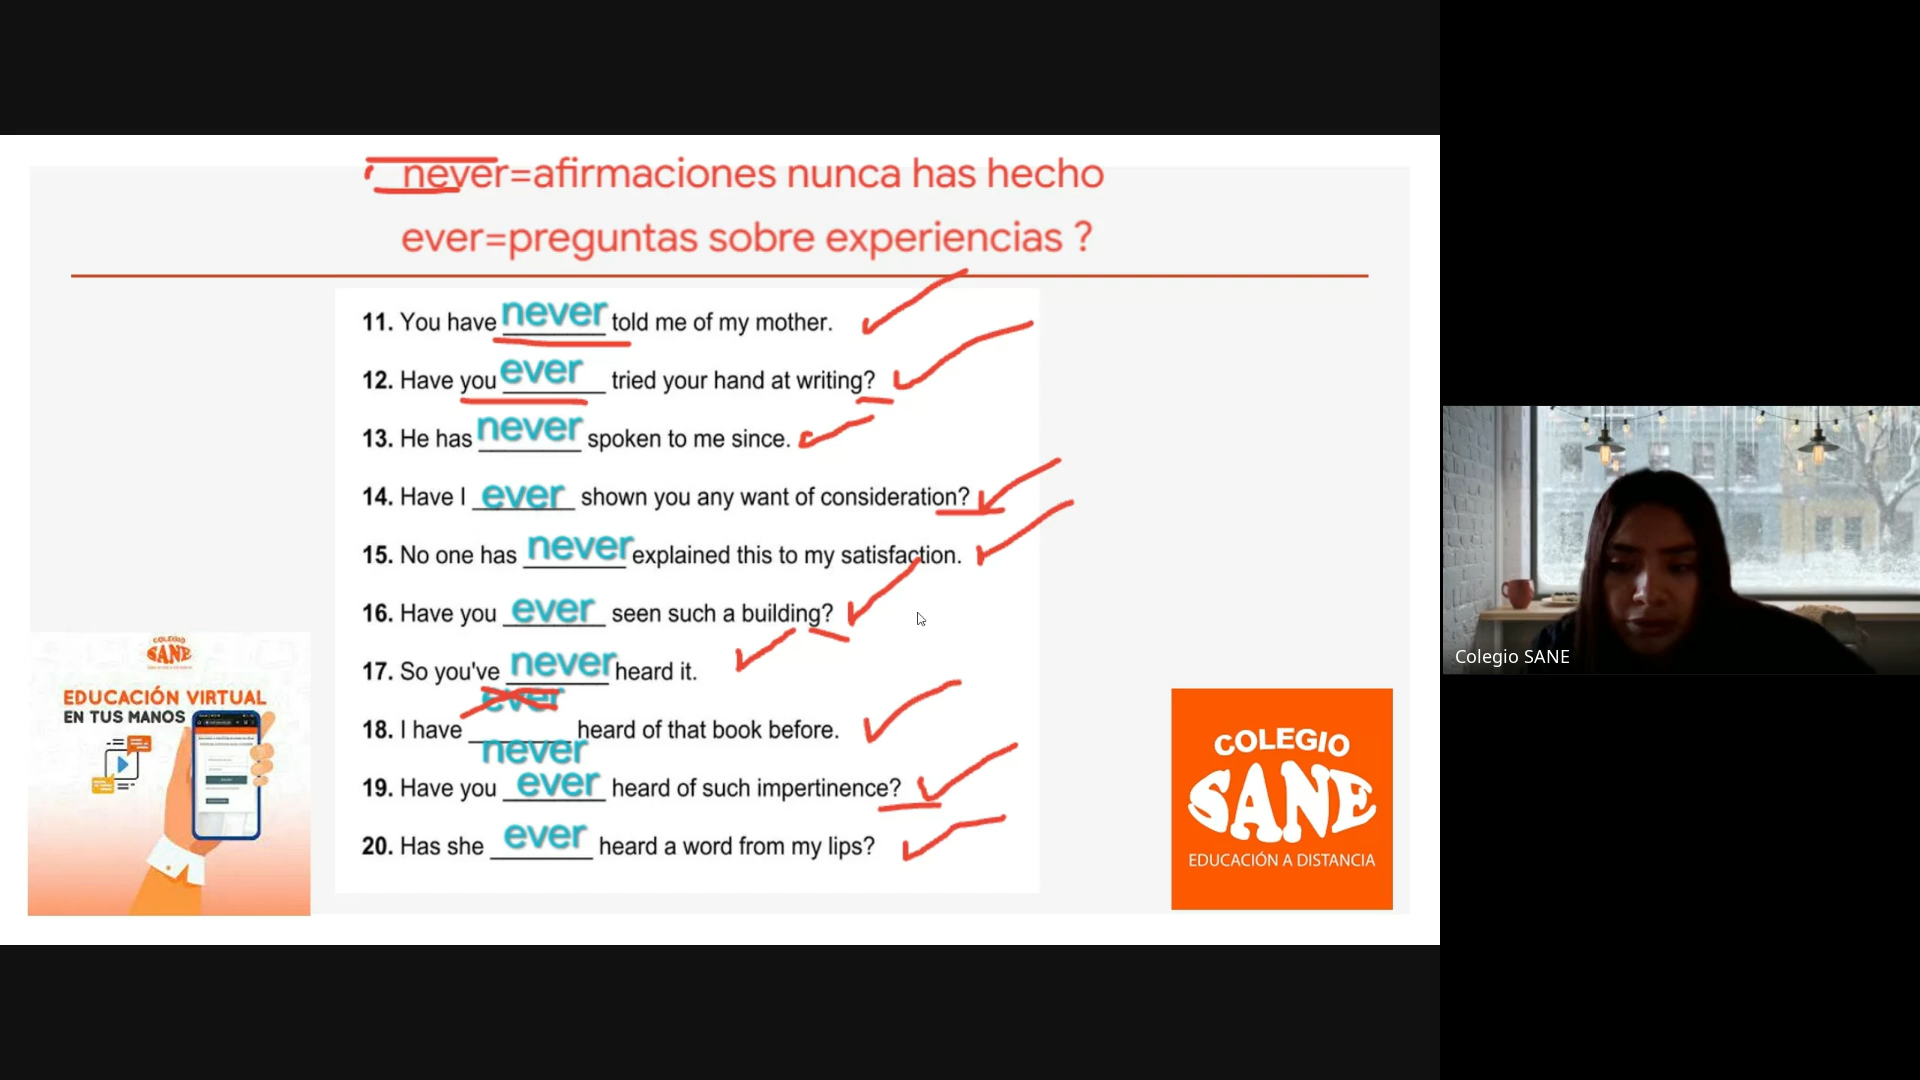 never=afirmaciones nunca has hecho
ever=preguntas sobre experiencias ?
11. You have never told me of my mother.
12. Have you ever tried your hand at writing?
13. He has never spoken to me since.
14. Have I ever shown you any want of consideration?
15. No one has never explained this to my satisfaction.
16. Have you ever seen such a building?
17. So you've never heard it.
ever
18. I have ________ heard of that book before.
never
19. Have you ever heard of such impertinence?
20. Has she ever heard a word from my lips?
COLEGIO
SANE
EDUCACIÓN VIRTUAL
EN TUS MANOS
COLEGIO
SANE
EDUCACIÓN A DISTANCIA
Colegio SANE